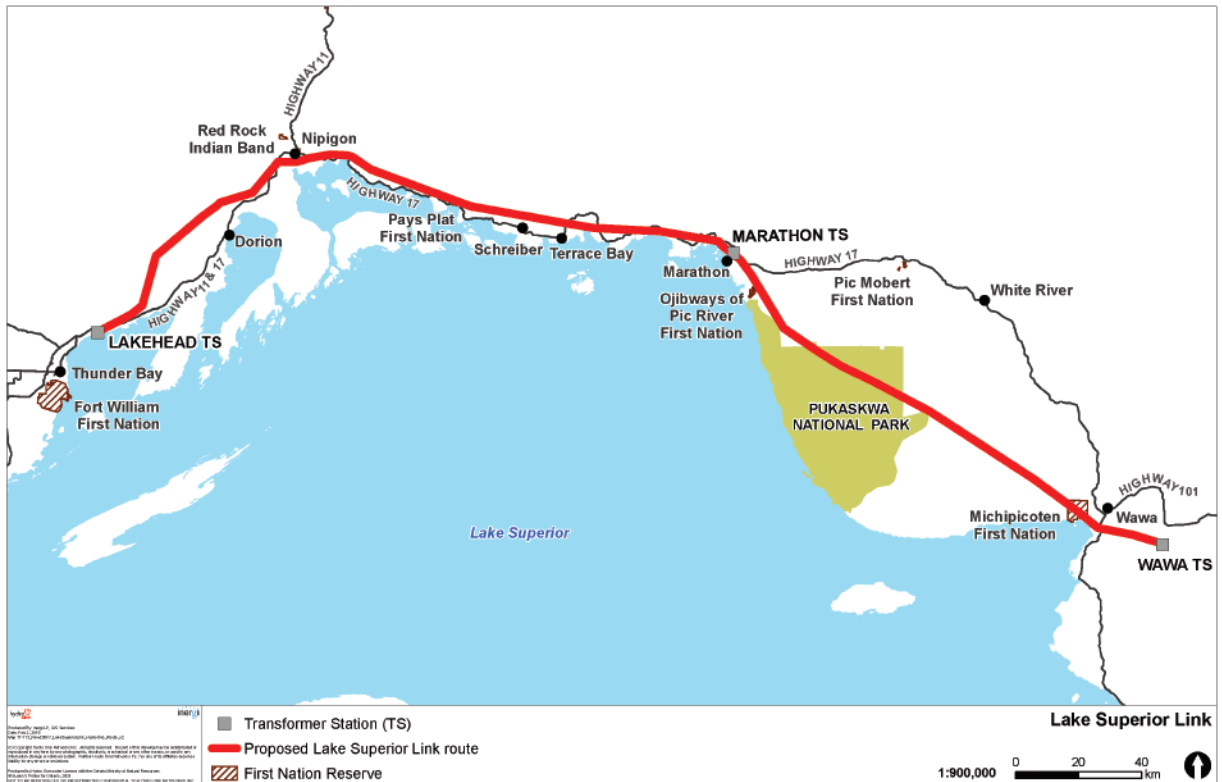 HIGHWAY 11
Red Rock
Indian Band
Nipigon
HIGHWAY 17
Pays Plat
First Nation
Dorion
Schreiber
Terrace Bay
MARATHON TS
Marathon
HIGHWAY 17
Pic Mobert
First Nation
White River
Ojibways of
Pic River
First Nation
HIGHWAY 11 & 17
LAKEHEAD TS
Thunder Bay
Fort William
First Nation
PUKASKWA
NATIONAL PARK
HIGHWAY 101
Michipicoten
First Nation
Wawa
WAWA TS
Lake Superior
hydro
one
inergi
Transformer Station (TS)
Proposed Lake Superior Link route
First Nation Reserve
Lake Superior Link
1:900,000
0 20 40
km